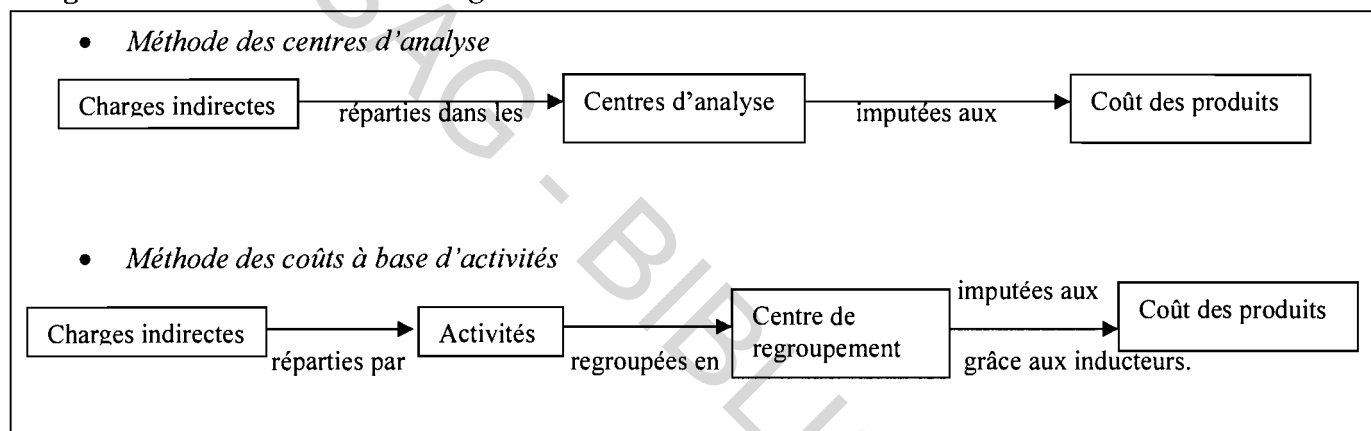 • Méthode des centres d'analyse
Charges indirectes
réparties dans les
Centres d'analyse
imputées aux
Coût des produits
SAG - BIBL
• Méthode des coûts à base d'activités
Charges indirectes
réparties par
Activités
regroupées en
Centre de
regroupement
imputées aux
grâce aux inducteurs.
Coût des produits